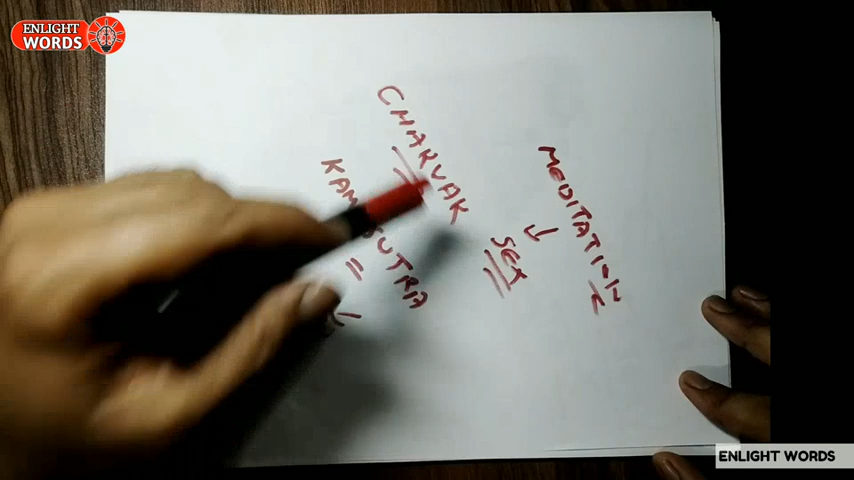 ENLIGHT
WORDS
MEDITATION
SEX
CHARVAK
KAMASUTRA
ENLIGHT WORDS